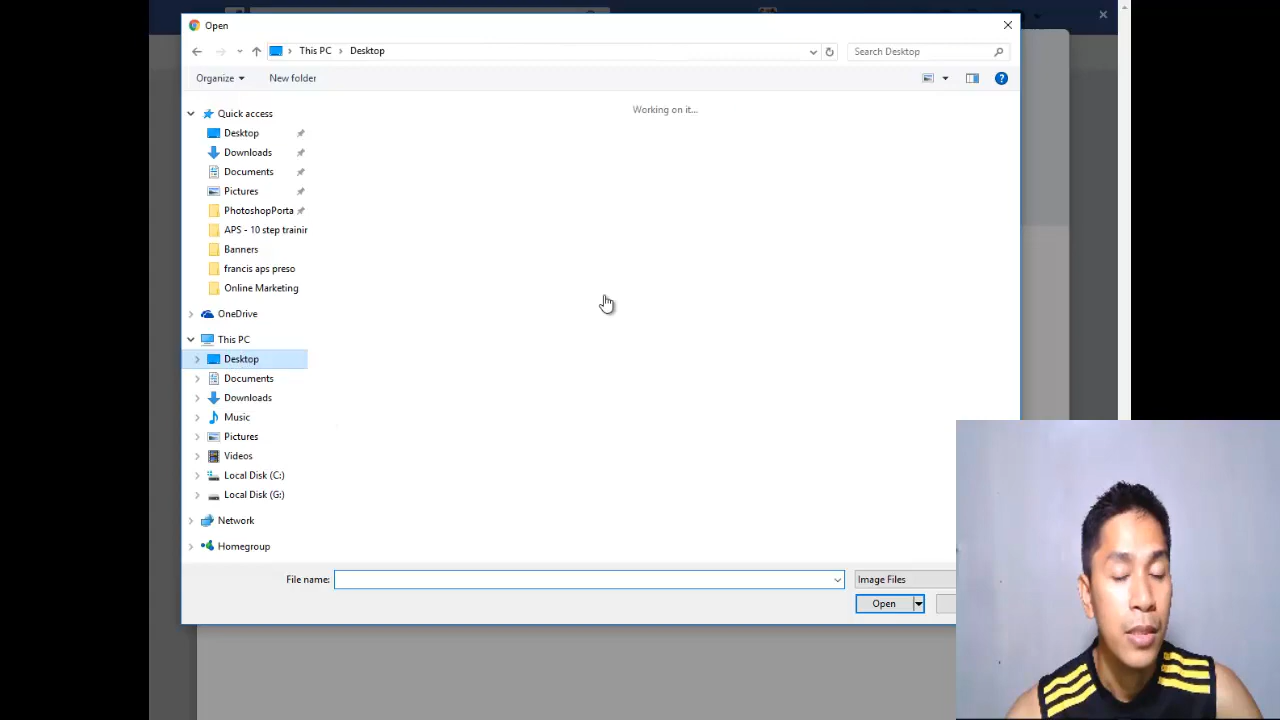 Open
This PC
Desktop
Search Desktop
Organize
New folder
Working on it...
Quick access
Desktop
Downloads
Documents
Pictures
PhotoshopPorta
APS - 10 step trainir
Banners
francis aps preso
Online Marketing
OneDrive
This PC
Desktop
Documents
Downloads
Music
Pictures
Videos
Local Disk (C:)
Local Disk (G:)
Network
Homegroup
File name:
Image Files
Open